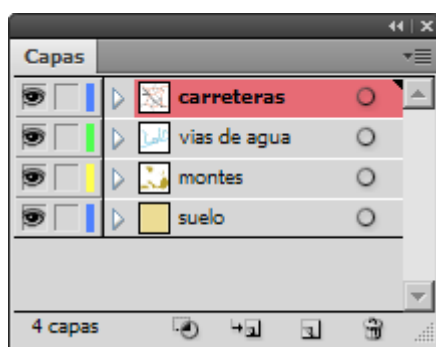 Capas
carreteras
vias de agua
montes
suelo
4 capas